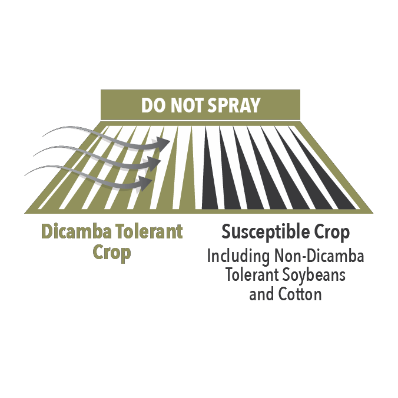 DO NOT SPRAY
Dicamba Tolerant
Crop
Susceptible Crop
Including Non-Dicamba
Tolerant Soybeans
and Cotton